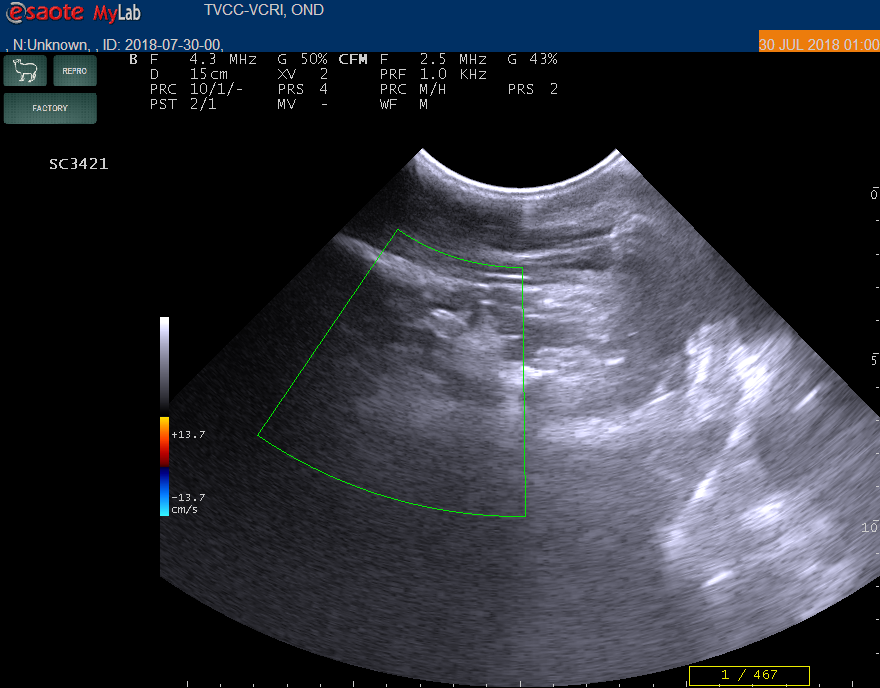 esaote MyLab
TVCC-VCRI, OND
, N:Unknown, , ID: 2018-07-30-00,
30 JUL 2018 01:00
REPRO
FACTORY
B F 4.3 MHz G 50% CFM F 2.5 MHz G 43%
D 15cm XV 2 PRF 1.0 KHz
PRC 10/1/- PRS 4 PRC M/H PRS 2
PST 2/1 MV - WF M
SC3421
0
5
+13.7
-13.7
cm/s
10
1 / 467